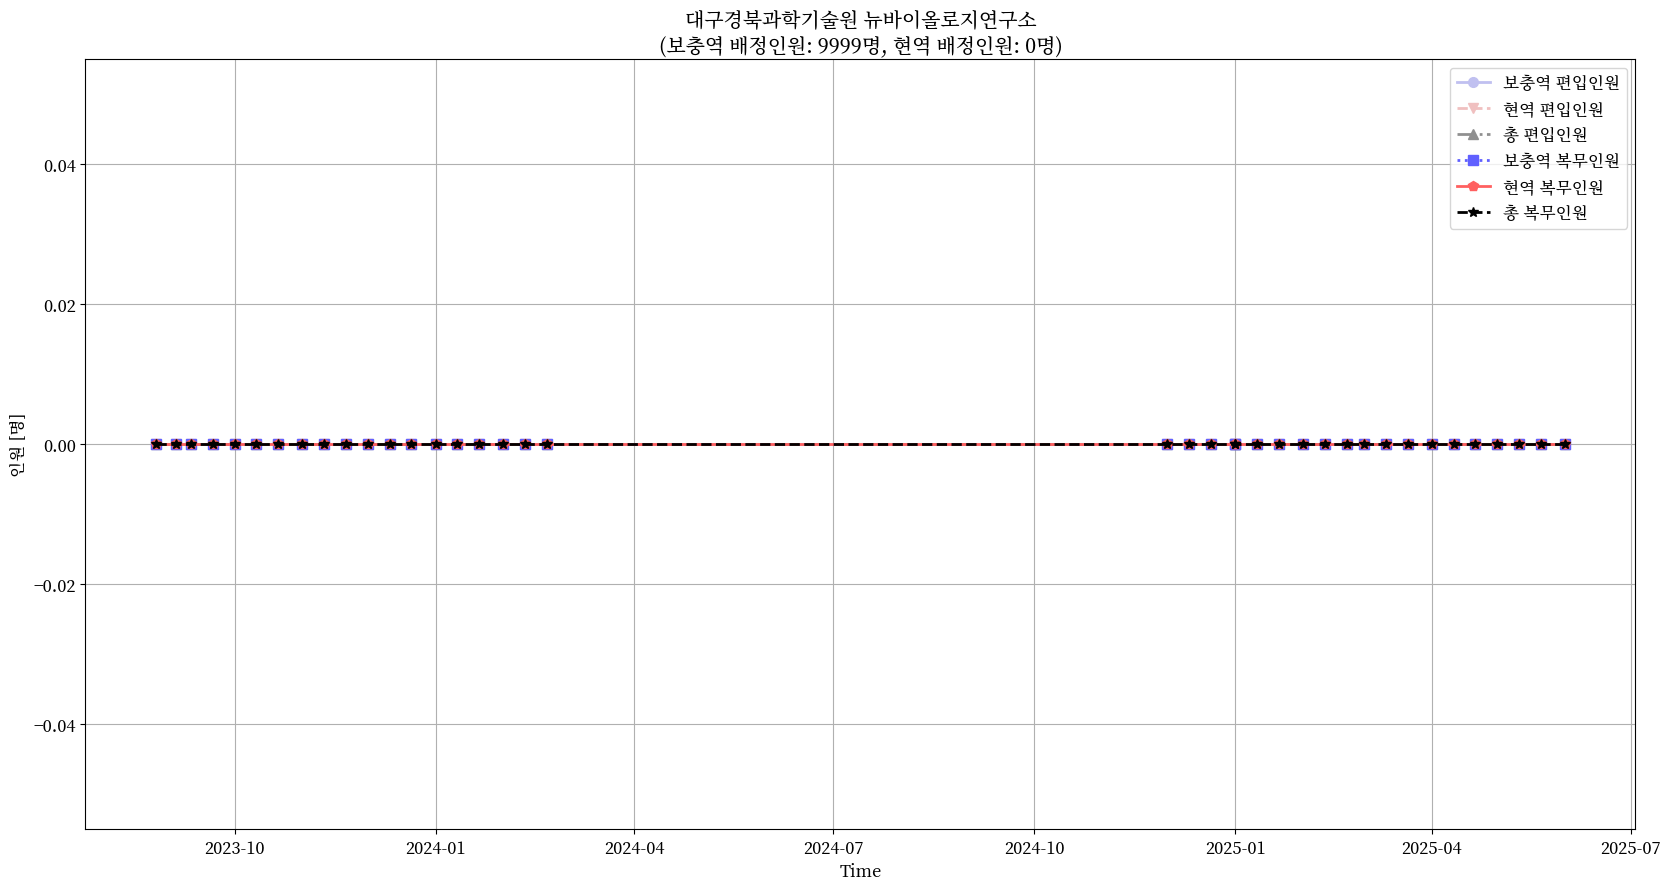 대구경북과학기술원 뉴바이올로지연구소
(보충역 배정인원: 9999명, 현역 배정인원: 0명)
보충역 편입인원
현역 편입인원
총 편입인원
보충역 복무인원
현역 복무인원
총 복무인원
인원 [명]
0.04
0.02
0.00
−0.02
−0.04
2023-10
2024-01
2024-04
2024-07
2024-10
2025-01
2025-04
2025-07
Time